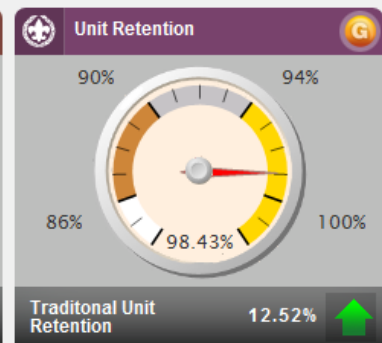 Unit Retention
G
90%
94%
86%
100%
98.43%
Traditonal Unit
Retention
12.52%